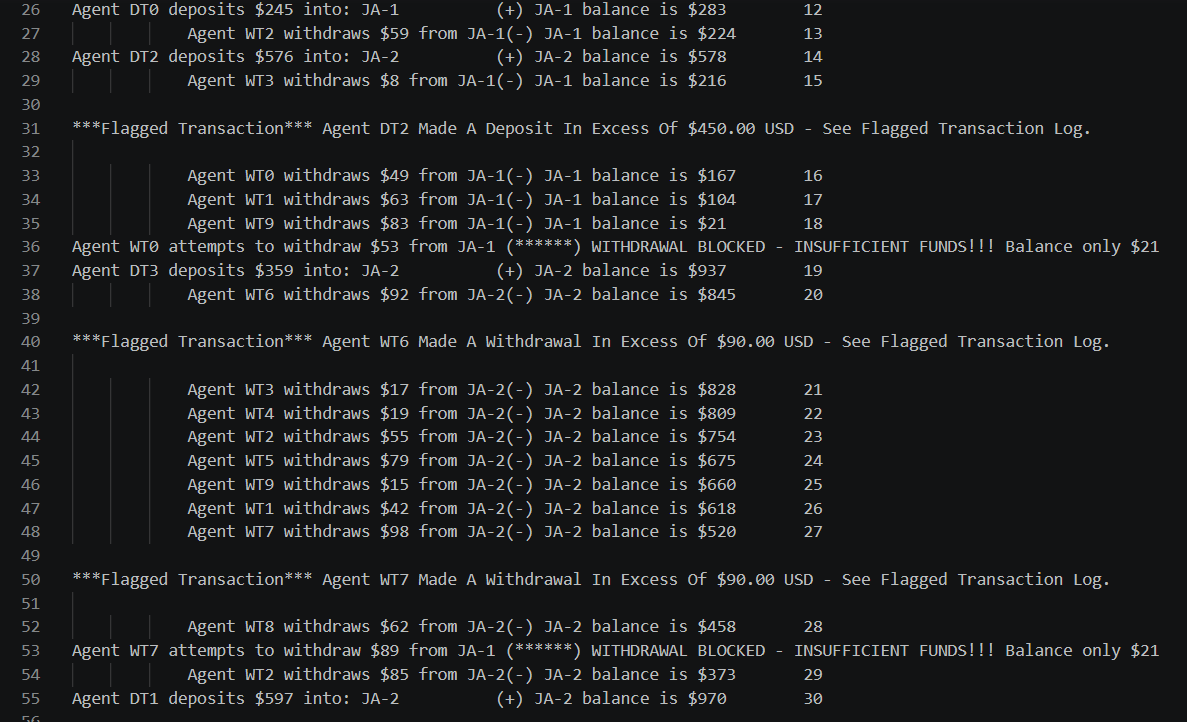 26 Agent DT0 deposits $245 into: JA-1 (+) JA-1 balance is $283 12
27 Agent WT2 withdraws $59 from JA-1(-) JA-1 balance is $224 13
28 Agent DT2 deposits $576 into: JA-2 (+) JA-2 balance is $578 14
29 Agent WT3 withdraws $8 from JA-1(-) JA-1 balance is $216 15
30
31 ***Flagged Transaction*** Agent DT2 Made A Deposit In Excess Of $450.00 USD - See Flagged Transaction Log.
32
33 Agent WT0 withdraws $49 from JA-1(-) JA-1 balance is $167 16
34 Agent WT1 withdraws $63 from JA-1(-) JA-1 balance is $104 17
35 Agent WT9 withdraws $83 from JA-1(-) JA-1 balance is $21 18
36 Agent WT0 attempts to withdraw $53 from JA-1 (******) WITHDRAWAL BLOCKED - INSUFFICIENT FUNDS!!! Balance only $21
37 Agent DT3 deposits $359 into: JA-2 (+) JA-2 balance is $937 19
38 Agent WT6 withdraws $92 from JA-2(-) JA-2 balance is $845 20
39
40 ***Flagged Transaction*** Agent WT6 Made A Withdrawal In Excess Of $90.00 USD - See Flagged Transaction Log.
41
42 Agent WT3 withdraws $17 from JA-2(-) JA-2 balance is $828 21
43 Agent WT4 withdraws $19 from JA-2(-) JA-2 balance is $809 22
44 Agent WT2 withdraws $55 from JA-2(-) JA-2 balance is $754 23
45 Agent WT5 withdraws $79 from JA-2(-) JA-2 balance is $675 24
46 Agent WT9 withdraws $15 from JA-2(-) JA-2 balance is $660 25
47 Agent WT1 withdraws $42 from JA-2(-) JA-2 balance is $618 26
48 Agent WT7 withdraws $98 from JA-2(-) JA-2 balance is $520 27
49
50 ***Flagged Transaction*** Agent WT7 Made A Withdrawal In Excess Of $90.00 USD - See Flagged Transaction Log.
51
52 Agent WT8 withdraws $62 from JA-2(-) JA-2 balance is $458 28
53 Agent WT7 attempts to withdraw $89 from JA-1 (******) WITHDRAWAL BLOCKED - INSUFFICIENT FUNDS!!! Balance only $21
54 Agent WT2 withdraws $85 from JA-2(-) JA-2 balance is $373 29
55 Agent DT1 deposits $597 into: JA-2 (+) JA-2 balance is $970 30
56